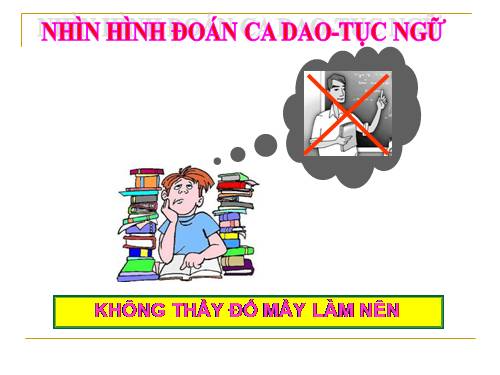 NHÌN HÌNH ĐOÁN CA DAO-TỤC NGỮ
KHÔNG THẦY ĐỐ MÀY LÀM NÊN